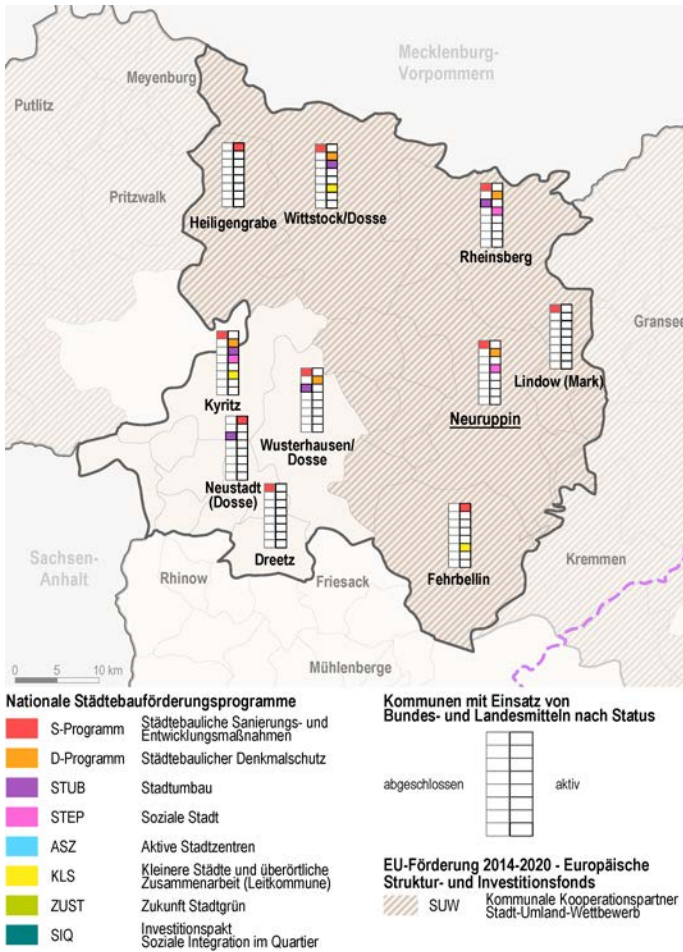 Mecklenburg-
Vorpommern
Meyenburg
Putlitz
Pritzwalk
Heiligengrabe
Wittstock/Dosse
Rheinsberg
Gransee
Lindow (Mark)
Kyritz
Neuruppin
Wusterhausen/
Dosse
Neustadt
(Dosse)
Dreetz
Fehrbellin
Sachsen-
Anhalt
Rhinow
Friesack
Kremmen
Mühlenberge
0 5 10 km
Nationale Städtebauförderungsprogramme
S-Programm Städtebauliche Sanierungs- und
Entwicklungsmaßnahmen
D-Programm Städtebaulicher Denkmalschutz
STUB Stadtumbau
STEP Soziale Stadt
ASZ Aktive Stadtzentren
KLS Kleinere Städte und überörtliche
Zusammenarbeit (Leitkommune)
ZUST Zukunft Stadtgrün
SIQ Investitionspakt
Soziale Integration im Quartier
Kommunen mit Einsatz von
Bundes- und Landesmitteln nach Status
abgeschlossen aktiv
EU-Förderung 2014-2020 - Europäische
Struktur- und Investitionsfonds
SUW Kommunale Kooperationspartner
Stadt-Umland-Wettbewerb